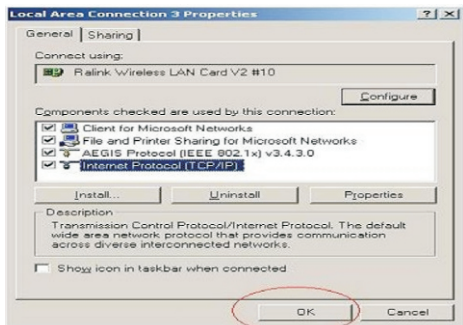 Local Area Connection 3 Properties
General Sharing
Connect using:
Ralink Wireless LAN Card V2 #10
Configure
Components checked are used by this connection:
Client for Microsoft Networks
File and Printer Sharing for Microsoft Networks
AEGIS Protocol (IEEE 802.1x) v3.4.3.0
Internet Protocol (TCP/IP)
Install... Uninstall Properties
Description
Transmission Control Protocol/Internet Protocol. The default
wide area network protocol that provides communication
across diverse interconnected networks.
Show icon in taskbar when connected
OK Cancel